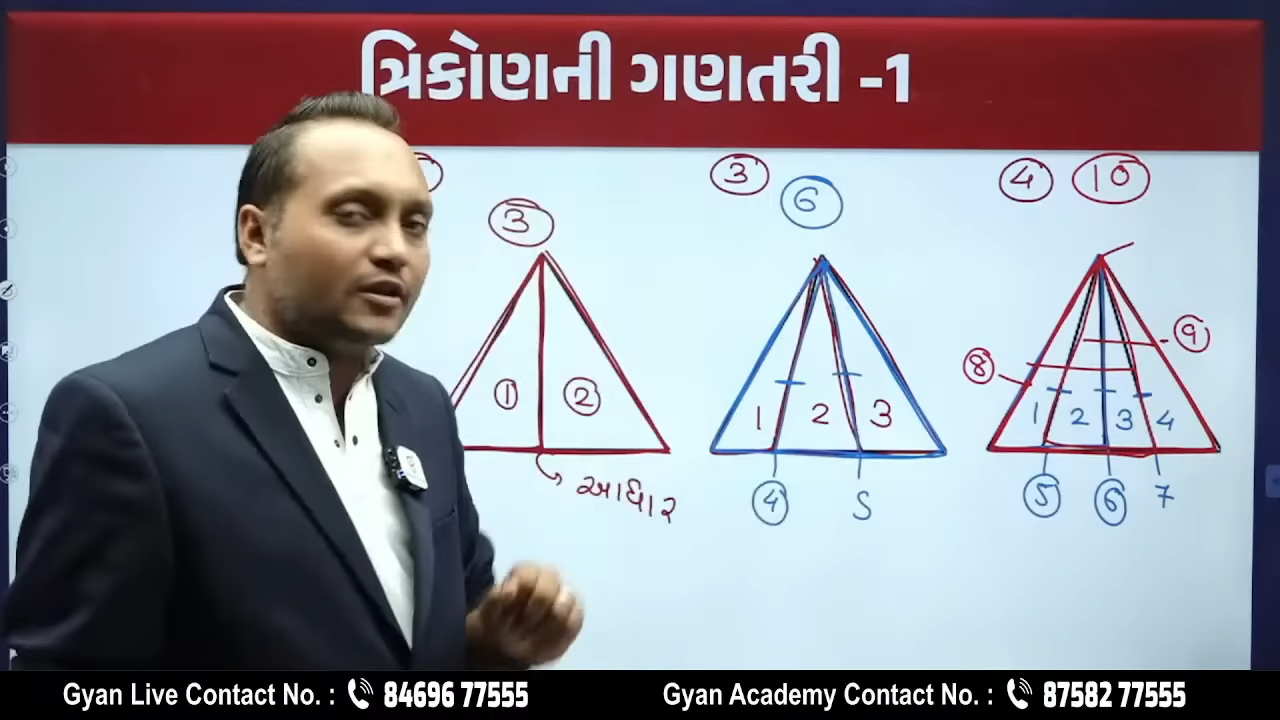 ત્રિકોણની ગણતરી -1
3 4 10
3 6
9
8
1 2 1 2 3 1 2 3 4
આધાર 4 5 5 6 7
Gyan Live Contact No. : 84696 77555 Gyan Academy Contact No. : 87582 77555